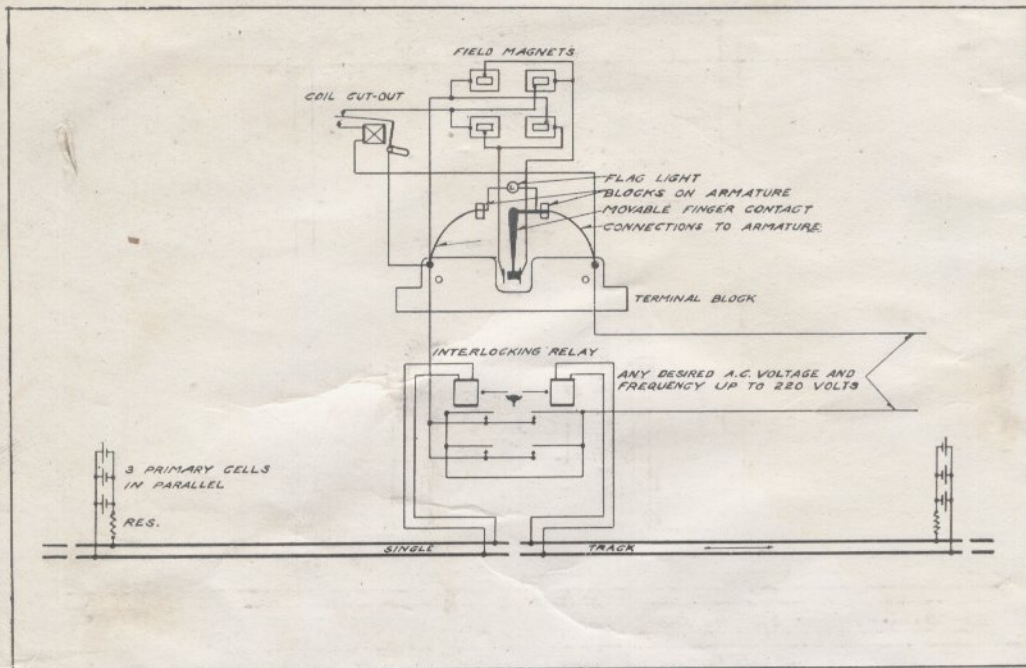 FIELD MAGNETS
COIL CUT-OUT
FLAG LIGHT
BLOCKS ON ARMATURE
MOVABLE FINGER CONTACT
CONNECTIONS TO ARMATURE
TERMINAL BLOCK
INTERLOCKING RELAY
ANY DESIRED A.C. VOLTAGE AND
FREQUENCY UP TO 220 VOLTS
3 PRIMARY CELLS
IN PARALLEL
RES.
SINGLE TRACK